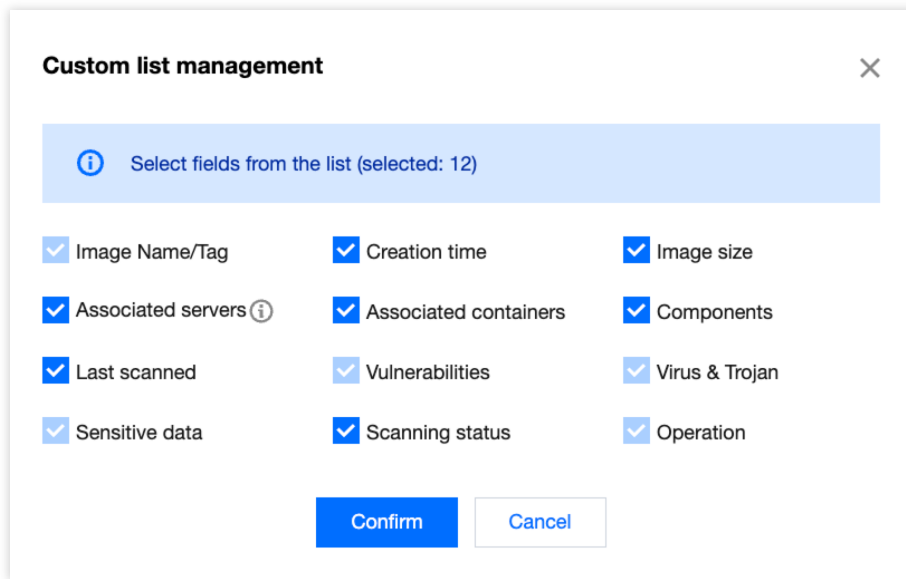 Custom list management
Select fields from the list (selected: 12)
Image Name/Tag Creation time Image size
Associated servers Associated containers Components
Last scanned Vulnerabilities Virus & Trojan
Sensitive data Scanning status Operation
Confirm Cancel